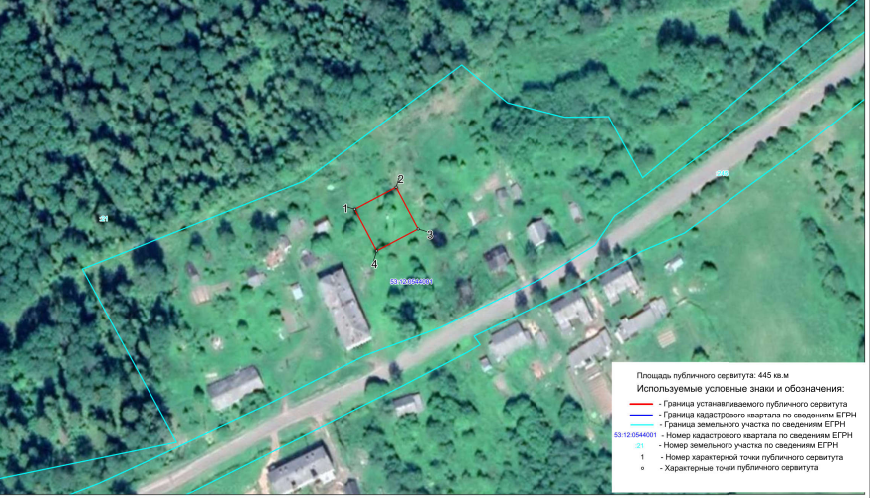 2
1
3
4
:21
53:12:0544001
Площадь публичного сервитута: 445 кв.м
Используемые условные знаки и обозначения:
- Граница устанавливаемого публичного сервитута
- Граница кадастрового квартала по сведениям ЕГРН
- Граница земельного участка по сведениям ЕГРН
53:12:0544001 - Номер кадастрового квартала по сведениям ЕГРН
:21 - Номер земельного участка по сведениям ЕГРН
1 - Номер характерной точки публичного сервитута
- Характерные точки публичного сервитута